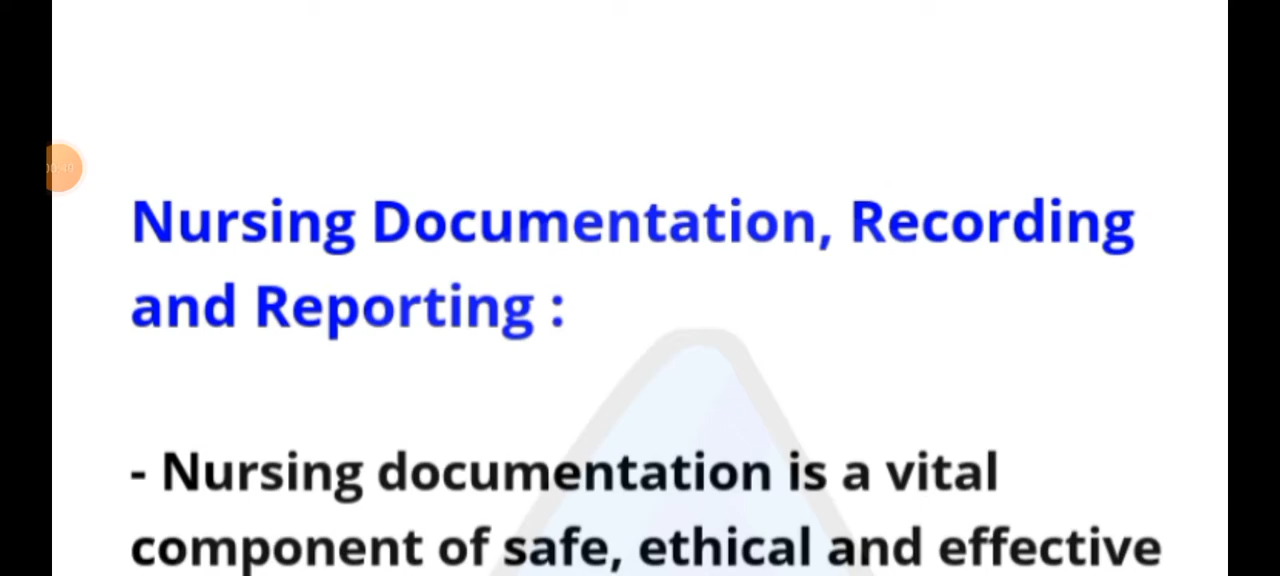 Nursing Documentation, Recording
and Reporting :
- Nursing documentation is a vital
component of safe, ethical and effective